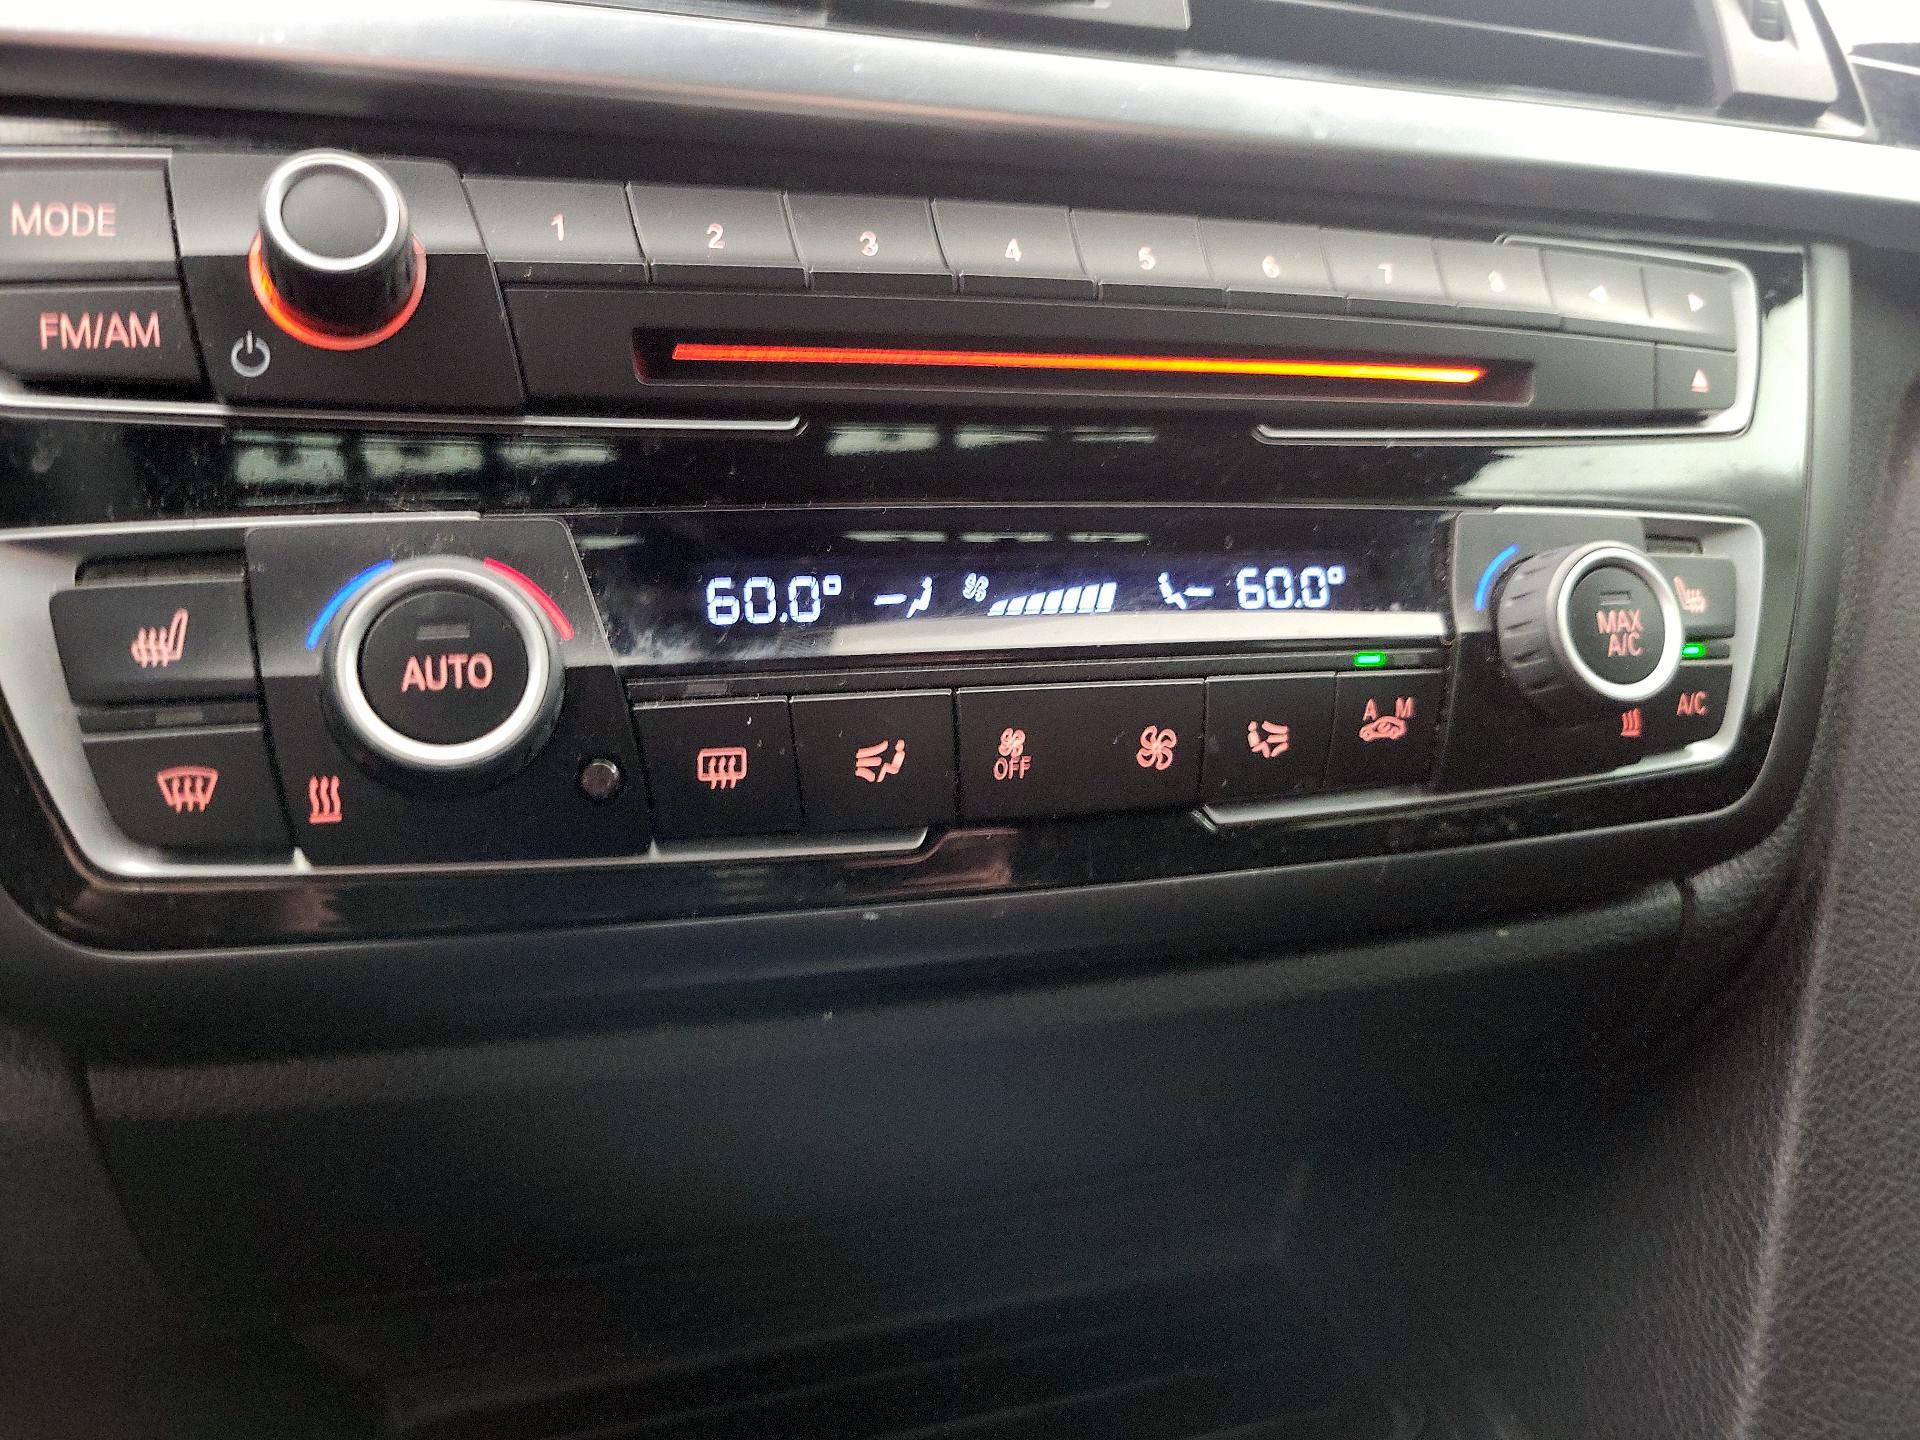 MODE
1 2 3 4 5 6 7 8
FM/AM
60.0° 60.0°
AUTO
MAX
A/C
A M
A/C
OFF